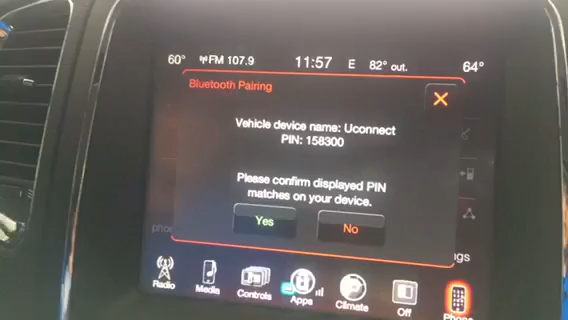 60° FM 107.9 11:57 E 82° out. 64°
Bluetooth Pairing
Vehicle device name: Uconnect
PIN: 158300
Please confirm displayed PIN
matches on your device.
Yes No
Radio Media Controls Apps Climate Off Phone